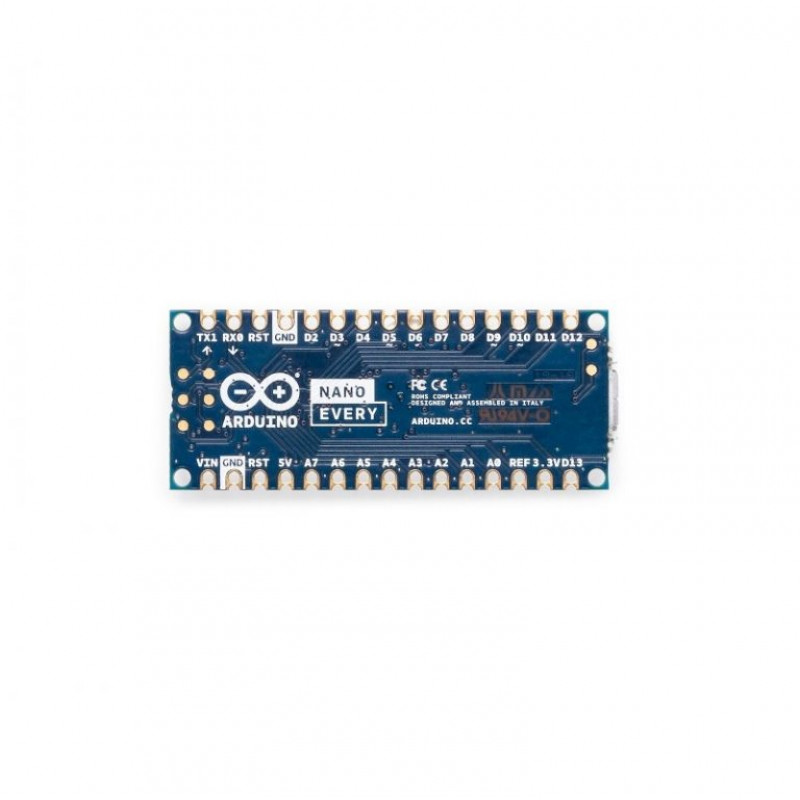 TX1 RX0 RST GND D2 D3 D4 D5 D6 D7 D8 D9 D10 D11 D12
ARDUINO
NANO
EVERY
FC CE
ROHS COMPLIANT
DESIGNED AND ASSEMBLED IN ITALY
ARDUINO.CC
94V-0
VIN GND RST 5V A7 A6 A5 A4 A3 A2 A1 A0 REF 3.3V D13